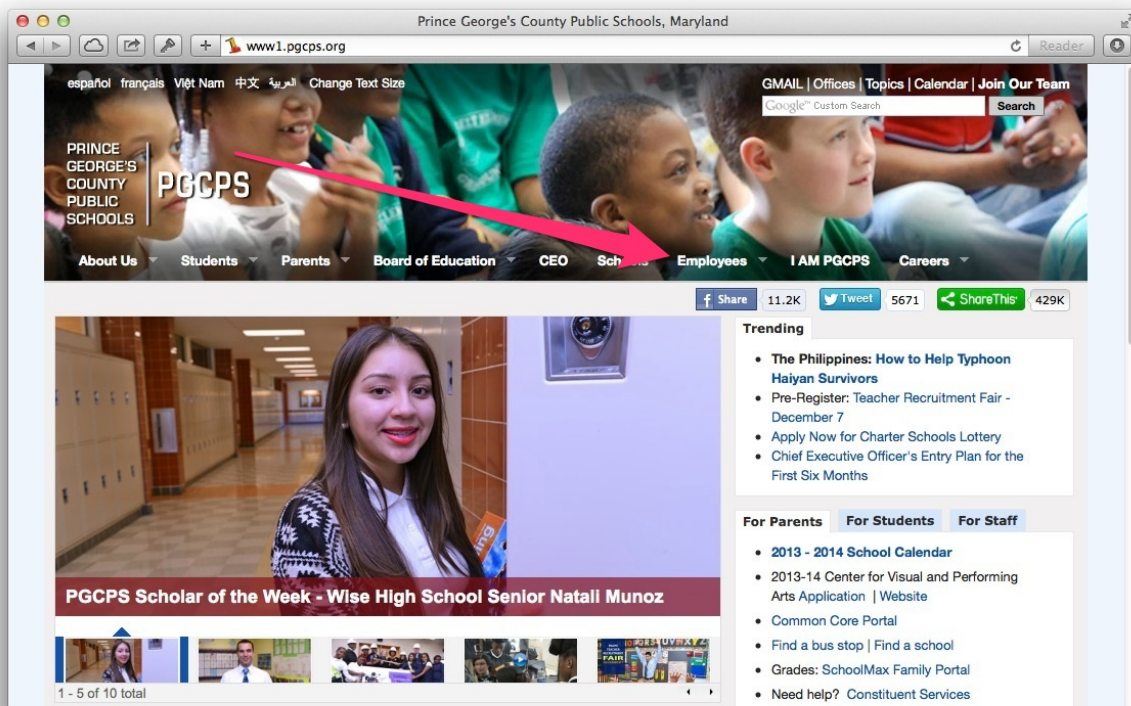 Prince George's County Public Schools, Maryland
www1.pgcps.org
Reader
español français Việt Nam 中文 العربية Change Text Size
GMAIL | Offices | Topics | Calendar | Join Our Team
Google™ Custom Search
Search
PRINCE
GEORGE'S
COUNTY
PUBLIC
SCHOOLS
PGCPS
About Us Students Parents Board of Education CEO Employees I AM PGCPS Careers
Share 11.2K Tweet 5671 ShareThis 429K
Trending
The Philippines: How to Help Typhoon
Haiyan Survivors
Pre-Register: Teacher Recruitment Fair -
December 7
Apply Now for Charter Schools Lottery
Chief Executive Officer's Entry Plan for the
First Six Months
PGCPS Scholar of the Week - Wise High School Senior Natali Munoz
1 - 5 of 10 total
For Parents For Students For Staff
2013 - 2014 School Calendar
2013-14 Center for Visual and Performing
Arts Application | Website
Common Core Portal
Find a bus stop | Find a school
Grades: SchoolMax Family Portal
Need help? Constituent Services